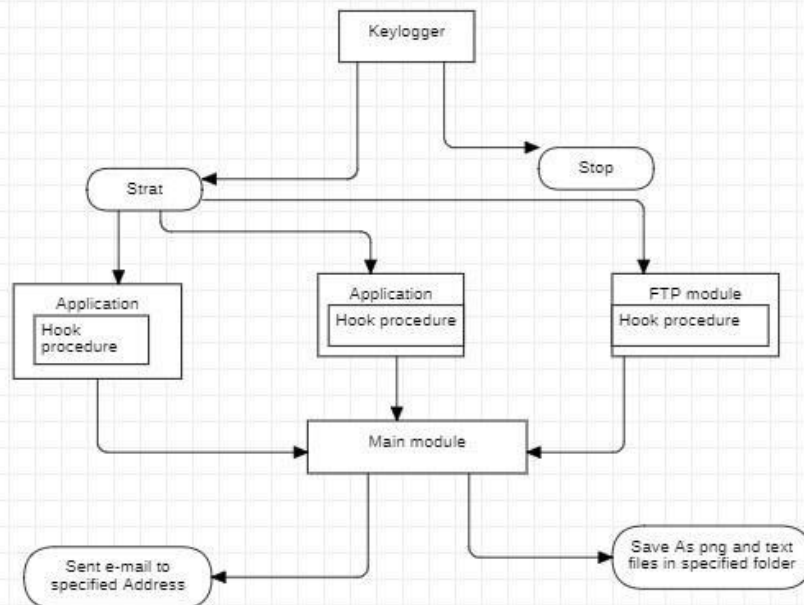 Keylogger
Stop
Strat
Application
Hook
procedure
Application
Hook procedure
FTP module
Hook procedure
Main module
Sent e-mail to
specified Address
Save As png and text
files in specified folder